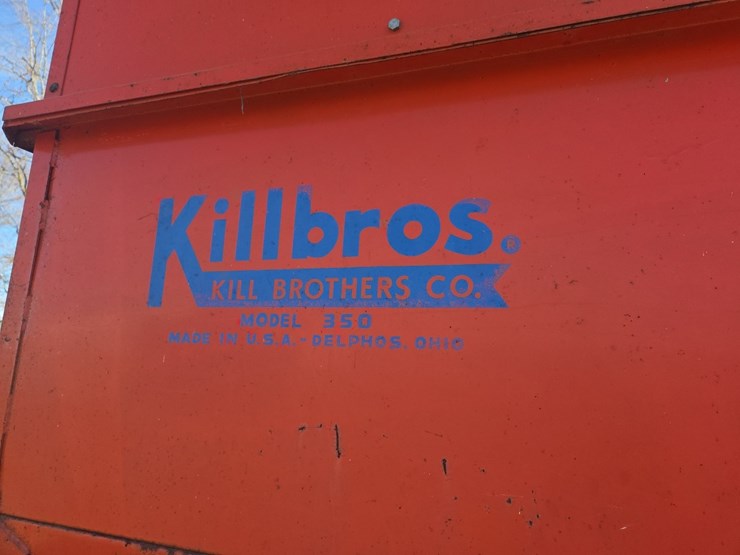 Killbros®
KILL BROTHERS CO.
MODEL 350
MADE IN U.S.A.-DELPHOS, OHIO